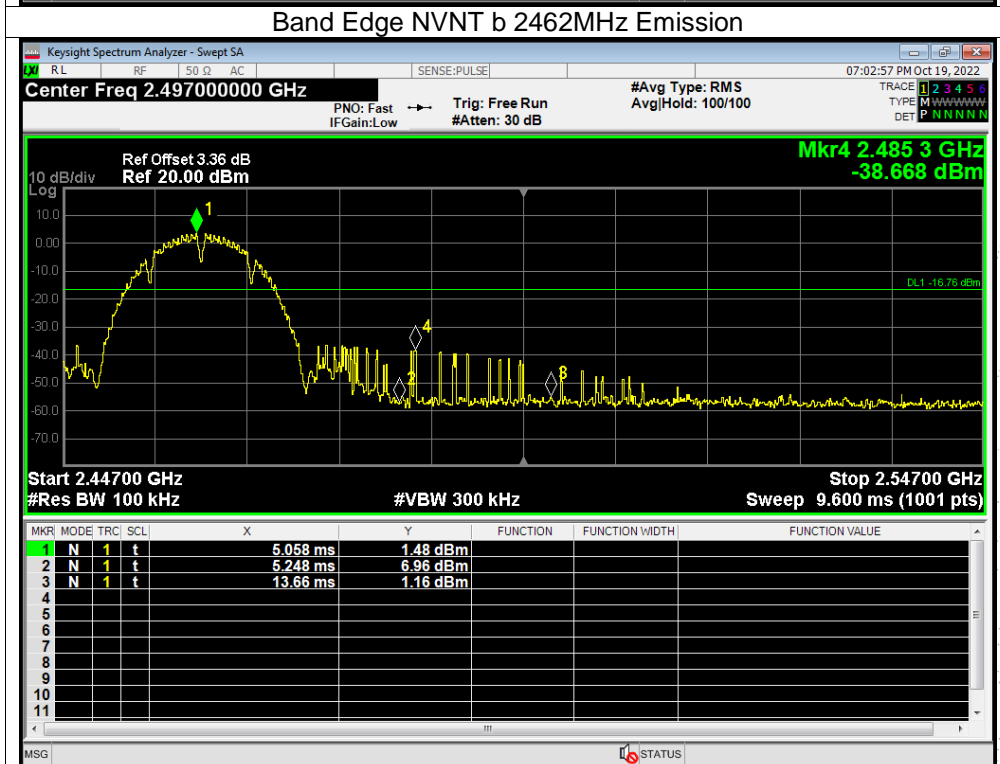 Band Edge NVNT b 2462MHz Emission
Keysight Spectrum Analyzer - Swept SA
LXI RL RF 50 Ω AC SENSE:PULSE 07:02:57 PM Oct 19, 2022
Center Freq 2.497000000 GHz #Avg Type: RMS TRACE 1 2 3 4 5 6
PNO: Fast Trig: Free Run Avg|Hold: 100/100 TYPE M WWWWW
IFGain:Low #Atten: 30 dB DET P N N N N N
Mkr4 2.485 3 GHz
Ref Offset 3.36 dB
10 dB/div Ref 20.00 dBm -38.668 dBm
Log
10.0
1
0.00
-10.0
DL1 -16.76 dBm
-20.0
-30.0
4
-40.0
2
-50.0
-60.0
-70.0
Start 2.44700 GHz Stop 2.54700 GHz
#Res BW 100 kHz #VBW 300 kHz Sweep 9.600 ms (1001 pts)
MKR MODE TRC SCL X Y FUNCTION FUNCTION WIDTH FUNCTION VALUE
1 N 1 t 5.058 ms 1.48 dBm
2 N 1 t 5.248 ms 6.96 dBm
3 N 1 t 13.66 ms 1.16 dBm
4
5
6
7
8
9
10
11
MSG STATUS